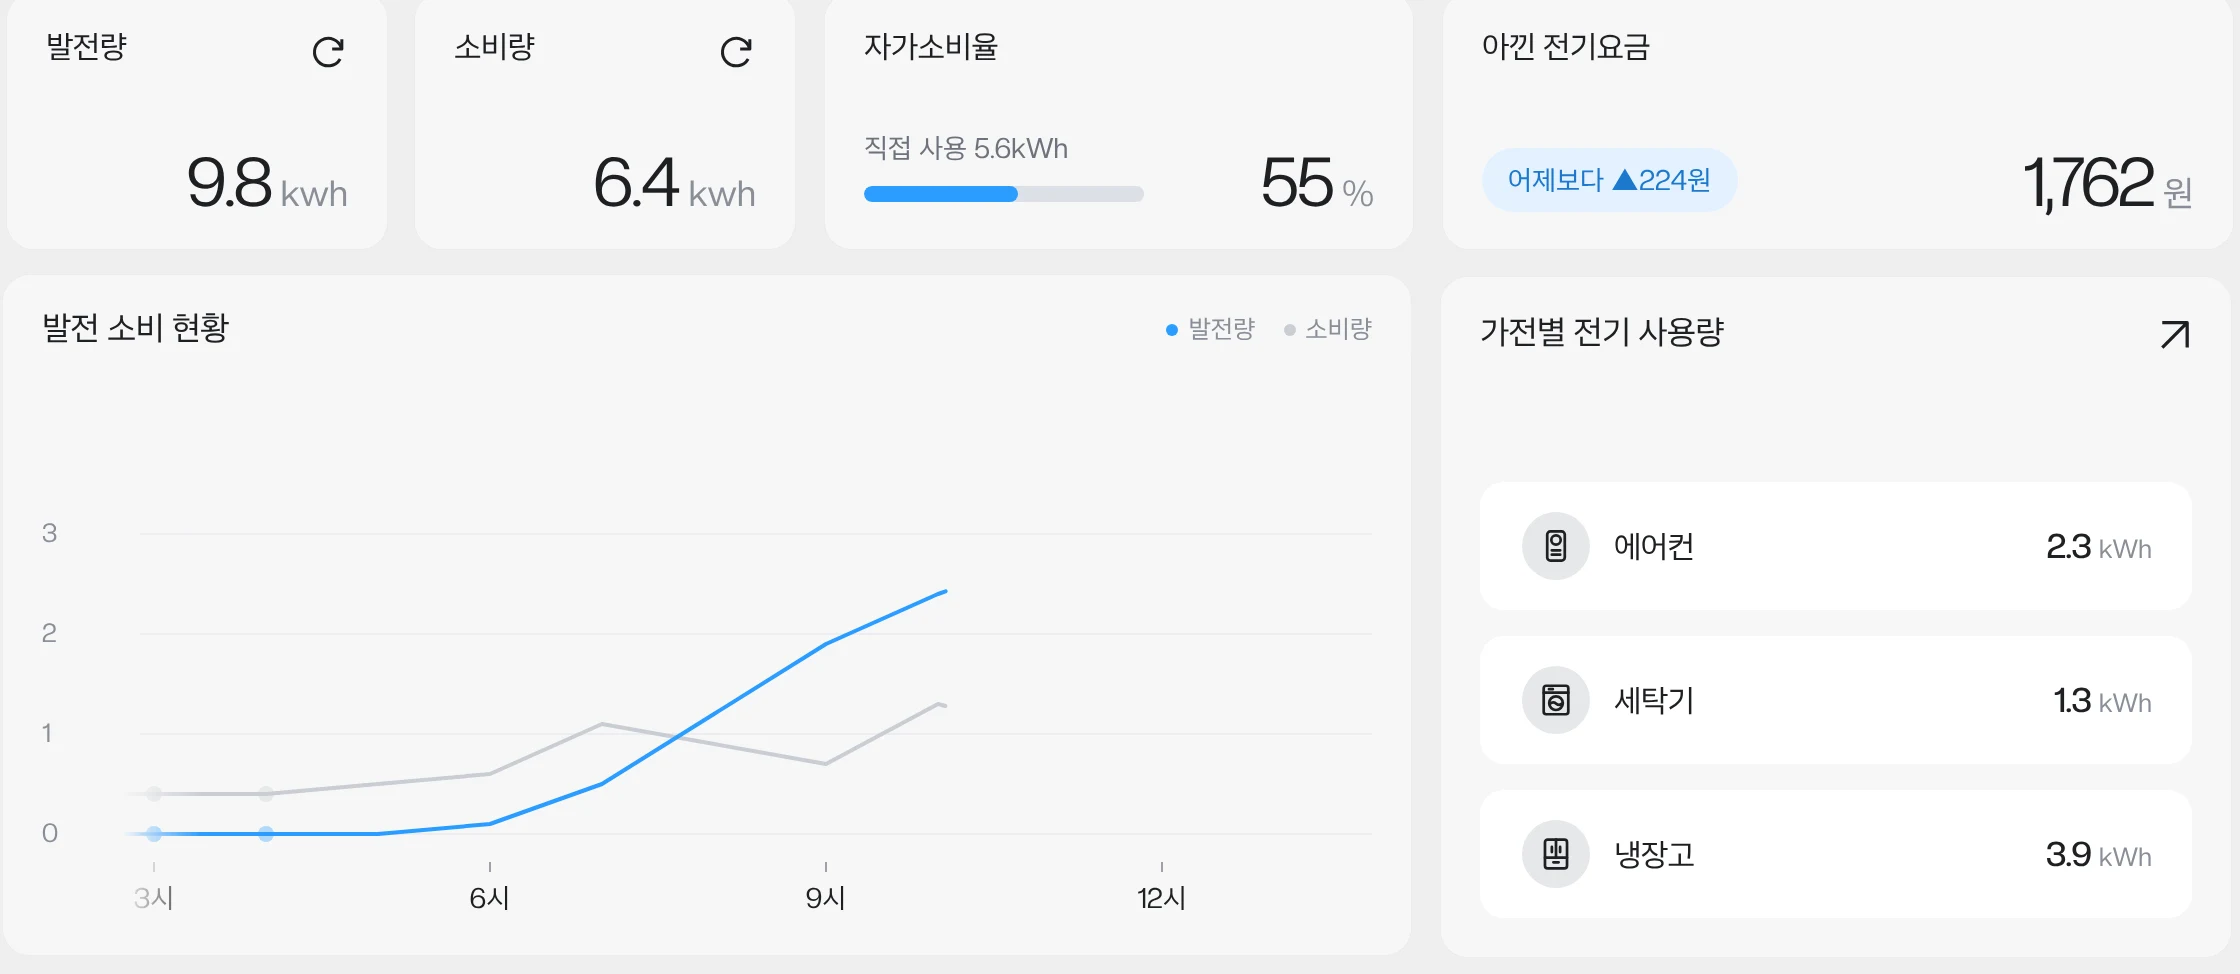 발전량
9.8 kwh
소비량
6.4 kwh
자가소비율
직접 사용 5.6kWh
55 %
아낀 전기요금
어제보다 ▲224원
1,762 원
발전 소비 현황
발전량 소비량
3
2
1
0
3시 6시 9시 12시
가전별 전기 사용량
에어컨 2.3 kWh
세탁기 1.3 kWh
냉장고 3.9 kWh